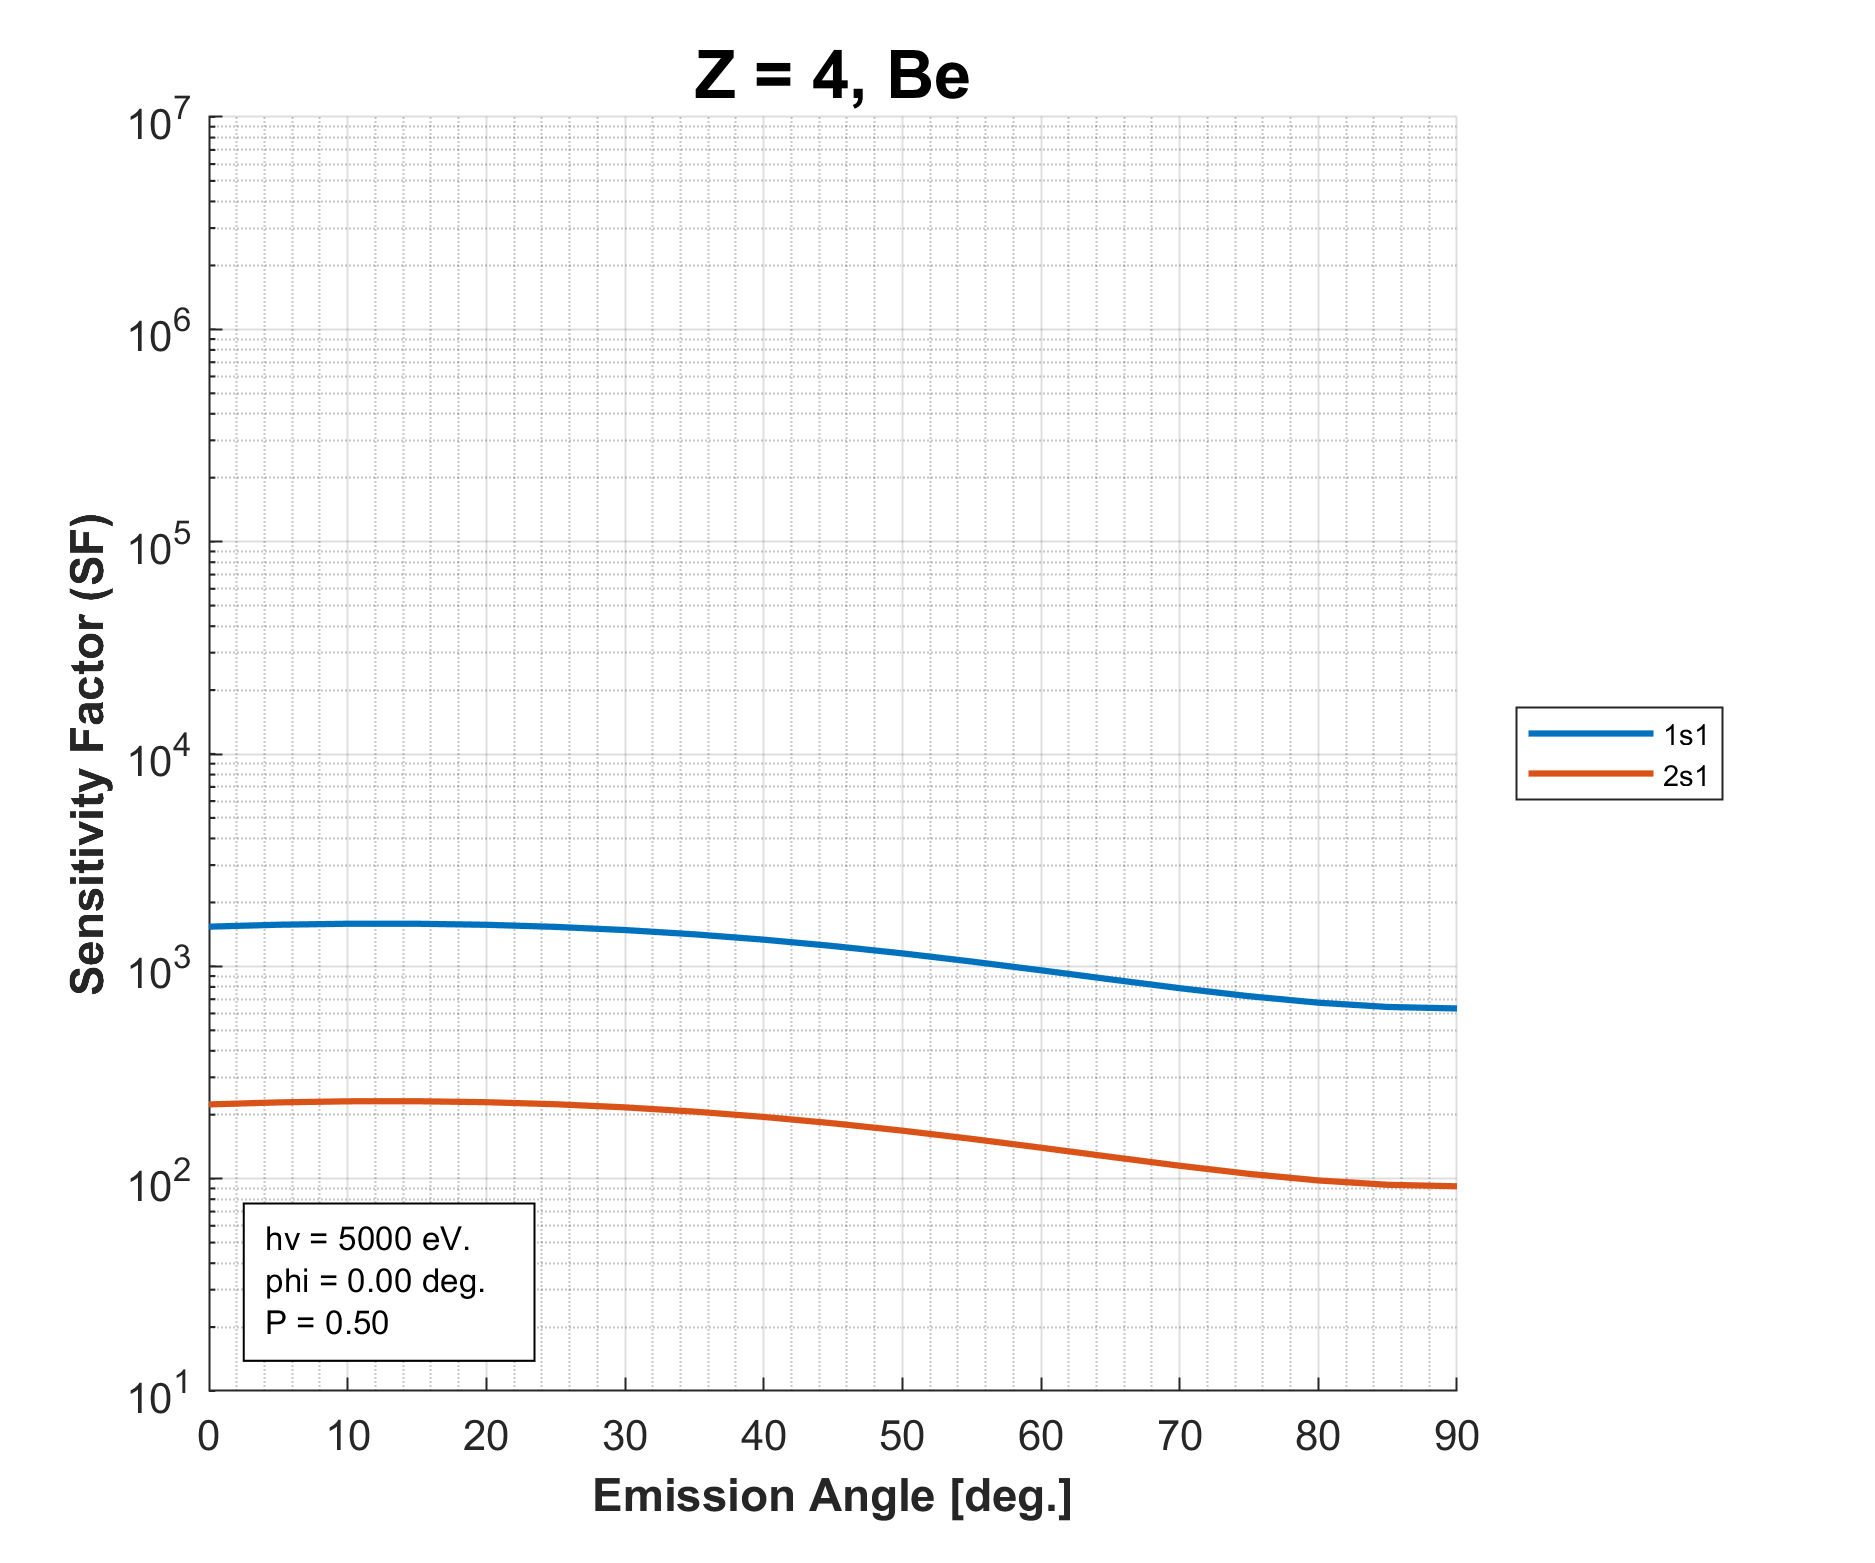 Z = 4, Be
10^7
10^6
10^5
10^4
10^3
10^2
10^1
Sensitivity Factor (SF)
1s1
2s1
hv = 5000 eV.
phi = 0.00 deg.
P = 0.50
0 10 20 30 40 50 60 70 80 90
Emission Angle [deg.]